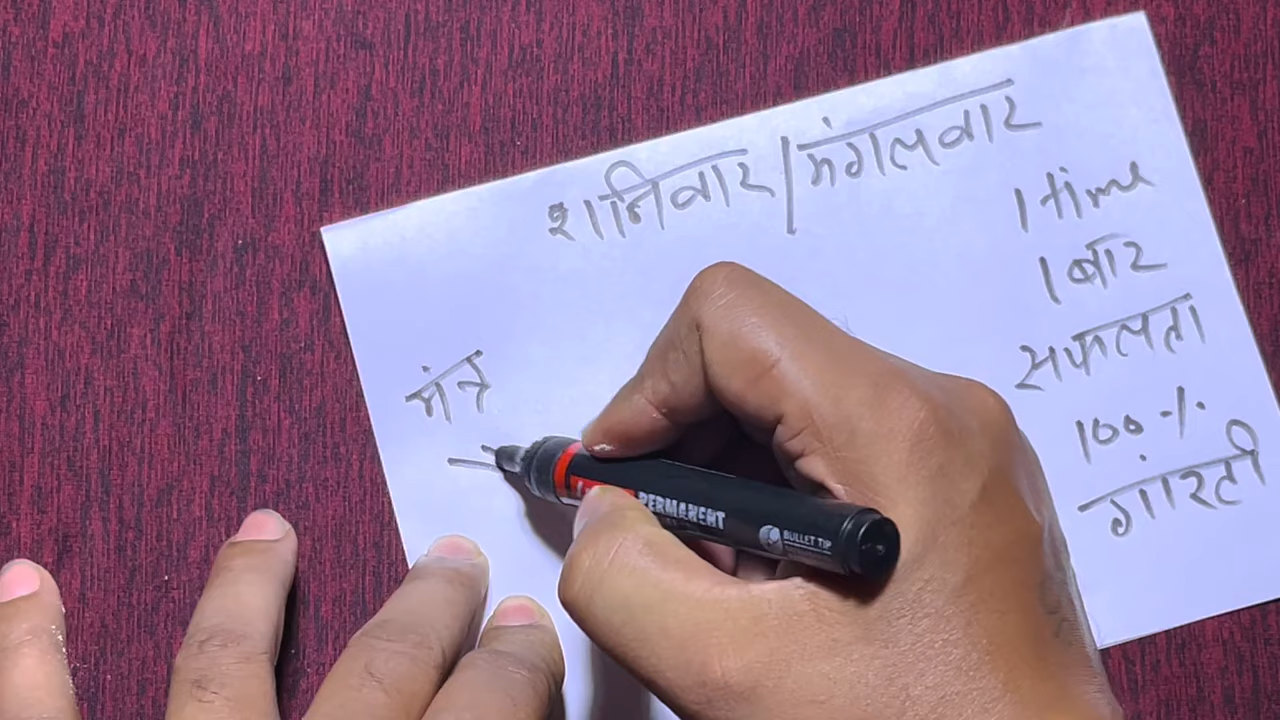 शनिवार/मंगलवार
1 time
1 बार
सफलता
100%
गारंटी
मंत्र
PERMANENT
BULLET TIP